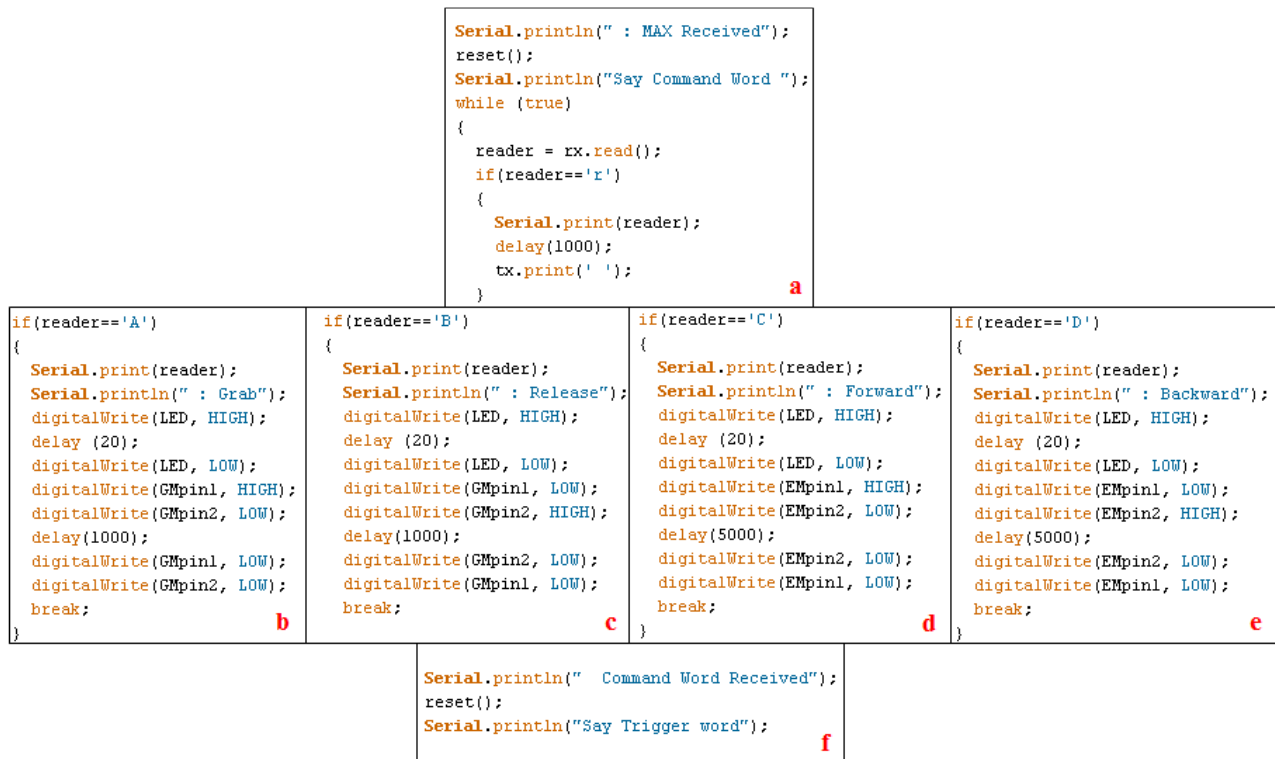 Serial.println(" : MAX Received");
reset();
Serial.println("Say Command Word ");
while (true)
{
reader = rx.read();
if(reader=='r')
{
Serial.print(reader);
delay(1000);
tx.print(' ');
}
a
if(reader=='A')
{
Serial.print(reader);
Serial.println(" : Grab");
digitalWrite(LED, HIGH);
delay (20);
digitalWrite(LED, LOW);
digitalWrite(GMpin1, HIGH);
digitalWrite(GMpin2, LOW);
delay(1000);
digitalWrite(GMpin1, LOW);
digitalWrite(GMpin2, LOW);
break;
}
b
if(reader=='B')
{
Serial.print(reader);
Serial.println(" : Release");
digitalWrite(LED, HIGH);
delay (20);
digitalWrite(LED, LOW);
digitalWrite(GMpin1, LOW);
digitalWrite(GMpin2, HIGH);
delay(1000);
digitalWrite(GMpin2, LOW);
digitalWrite(GMpin1, LOW);
break;
c
if(reader=='C')
{
Serial.print(reader);
Serial.println(" : Forward");
digitalWrite(LED, HIGH);
delay (20);
digitalWrite(LED, LOW);
digitalWrite(EMpin1, HIGH);
digitalWrite(EMpin2, LOW);
delay(5000);
digitalWrite(EMpin2, LOW);
digitalWrite(EMpin1, LOW);
break;
}
d
if(reader=='D')
{
Serial.print(reader);
Serial.println(" : Backward");
digitalWrite(LED, HIGH);
delay (20);
digitalWrite(LED, LOW);
digitalWrite(EMpin1, LOW);
digitalWrite(EMpin2, HIGH);
delay(5000);
digitalWrite(EMpin2, LOW);
digitalWrite(EMpin1, LOW);
break;
}
e
Serial.println("  Command Word Received");
reset();
Serial.println("Say Trigger word");
f